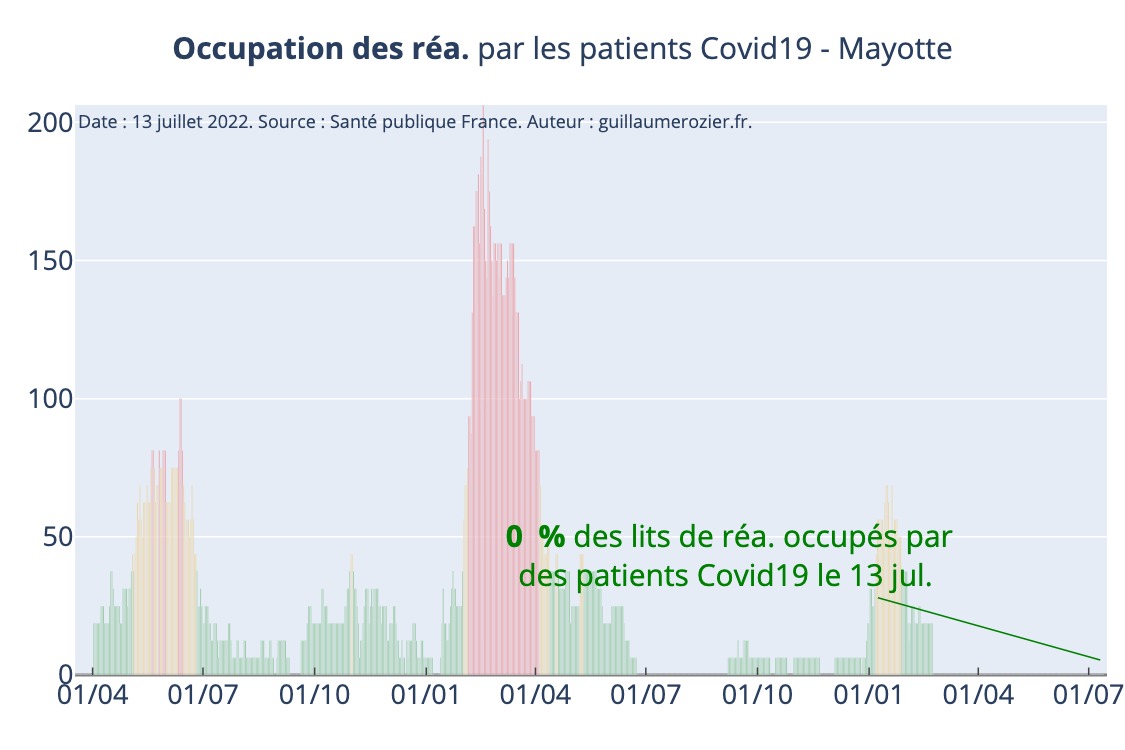 Occupation des réa. par les patients Covid19 - Mayotte
Date : 13 juillet 2022. Source : Santé publique France. Auteur : guillaumerozier.fr.
200
150
100
50
0
0 % des lits de réa. occupés par
des patients Covid19 le 13 jul.
01/04 01/07 01/10 01/01 01/04 01/07 01/10 01/01 01/04 01/07